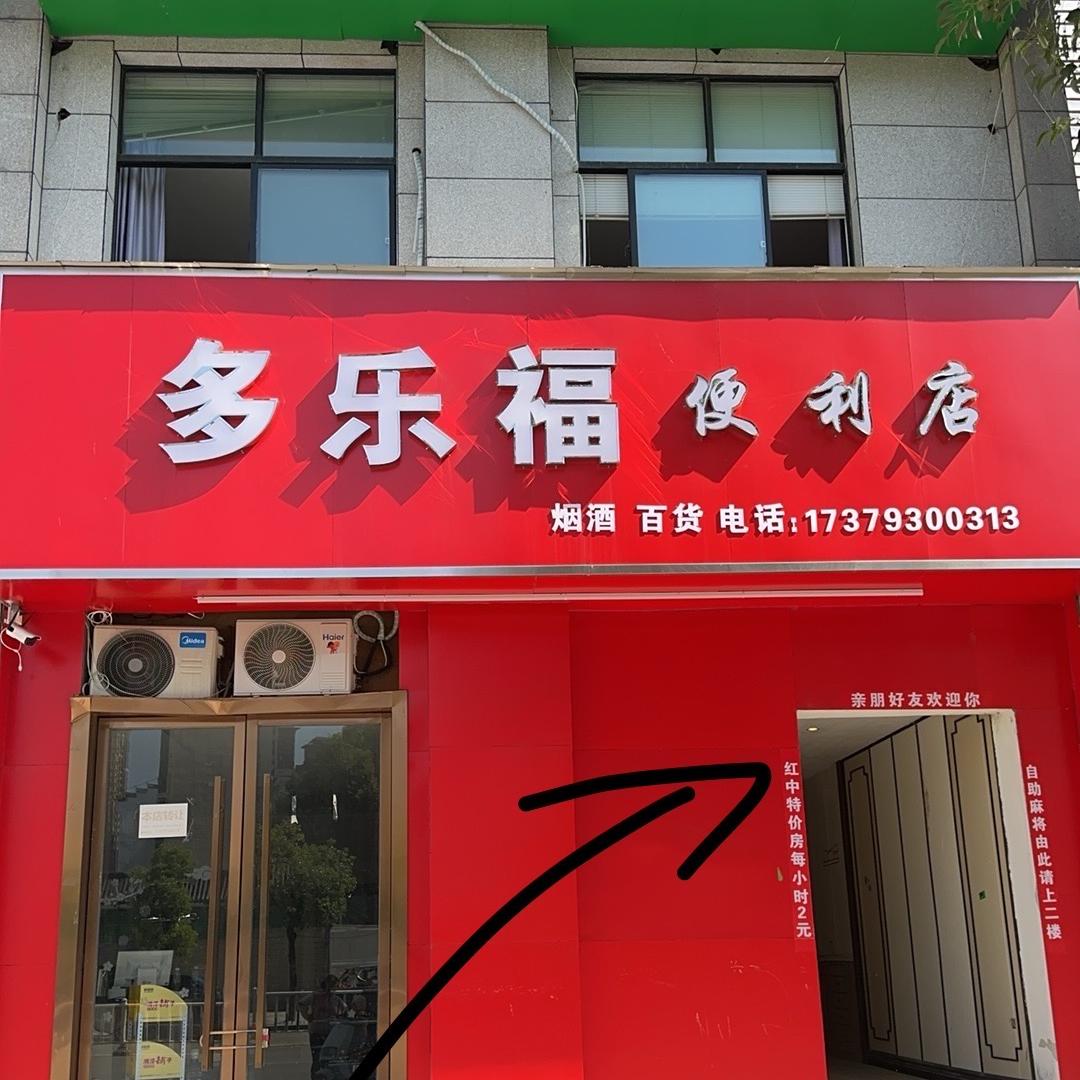 多乐福 便利店
烟酒 百货 电话:17379300313
Midea
Haier
亲朋好友欢迎你
红中特价房每小时2元
自助麻将由此请上二楼
本店转让